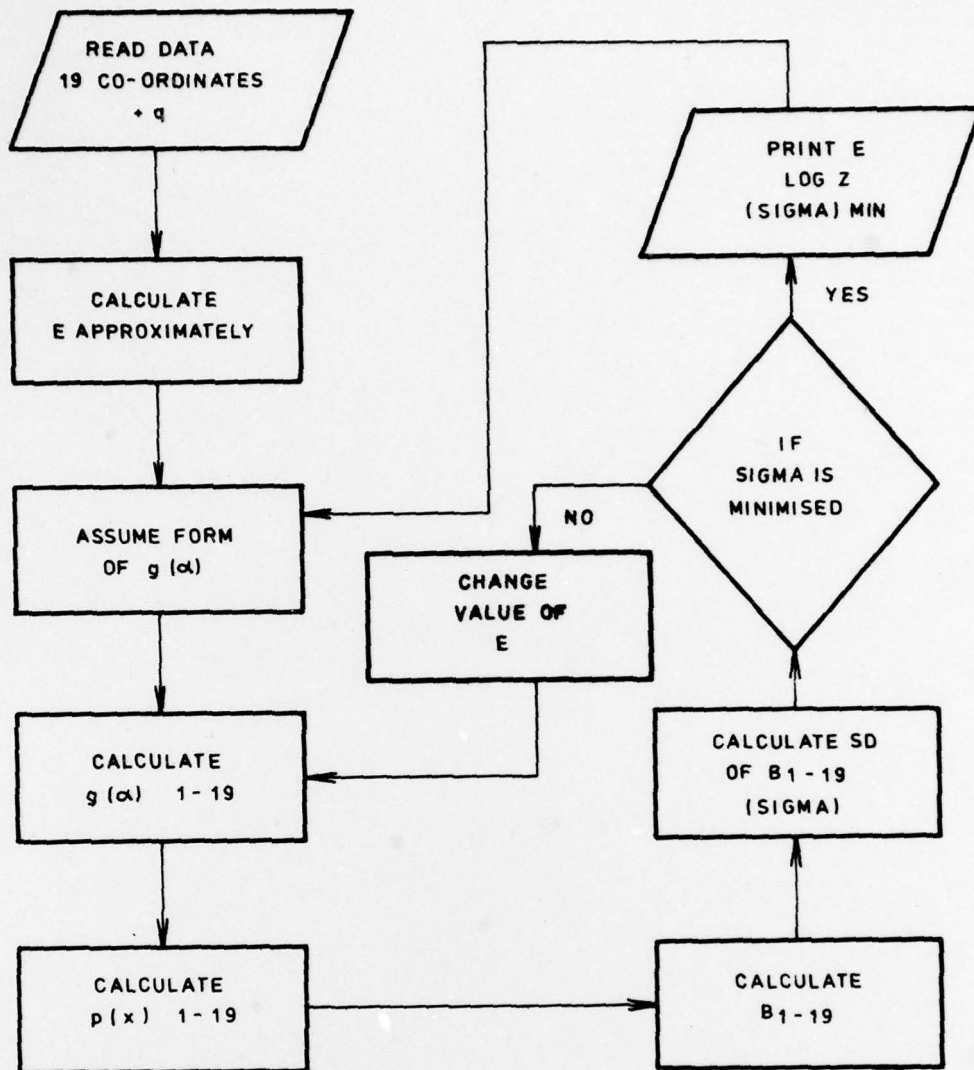 READ DATA
19 CO-ORDINATES
+ q
CALCULATE
E APPROXIMATELY
ASSUME FORM
OF g(α)
CALCULATE
g(α) 1-19
CALCULATE
p(x) 1-19
CALCULATE
B1-19
CALCULATE SD
OF B1-19
(SIGMA)
IF
SIGMA IS
MINIMISED
YES
NO
PRINT E
LOG Z
(SIGMA) MIN
CHANGE
VALUE OF
E